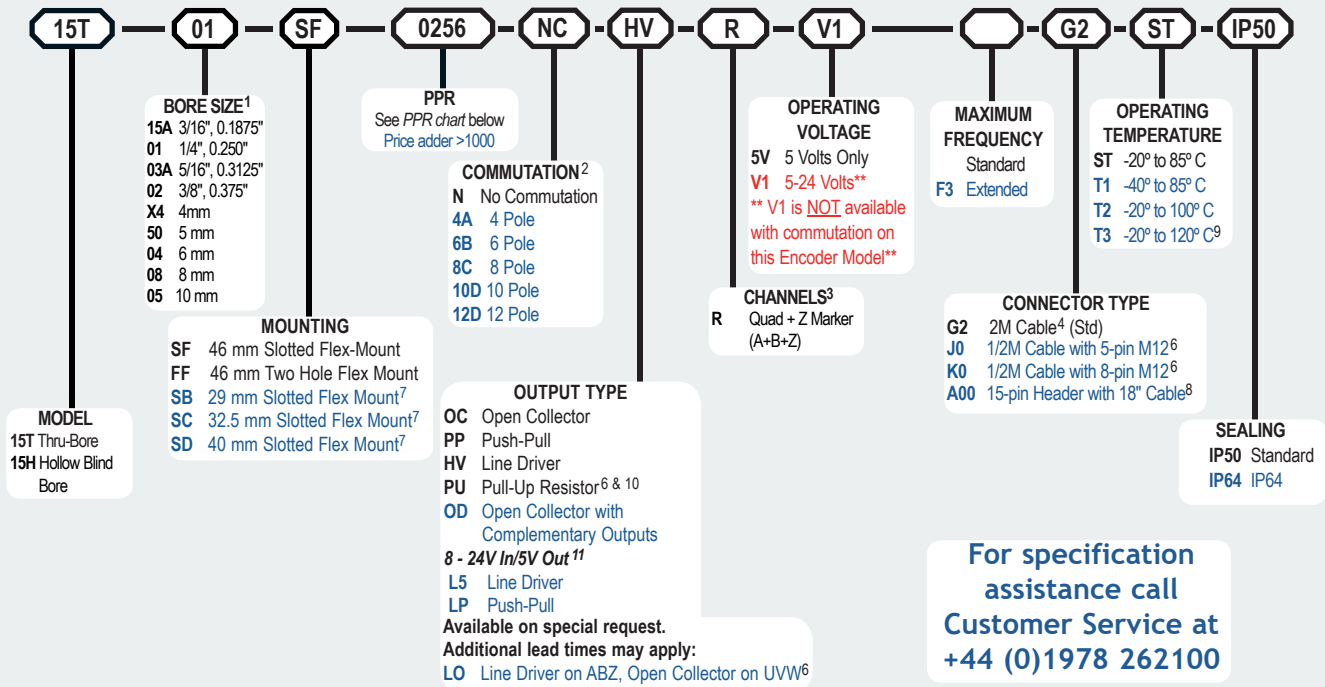 15T 01 SF 0256 NC HV R V1 G2 ST IP50
MODEL
15T Thru-Bore
15H Hollow Blind
Bore
BORE SIZE1
15A 3/16", 0.1875"
01 1/4", 0.250"
03A 5/16", 0.3125"
02 3/8", 0.375"
X4 4mm
50 5 mm
04 6 mm
08 8 mm
05 10 mm
MOUNTING
SF 46 mm Slotted Flex-Mount
FF 46 mm Two Hole Flex Mount
SB 29 mm Slotted Flex Mount7
SC 32.5 mm Slotted Flex Mount7
SD 40 mm Slotted Flex Mount7
PPR
See PPR chart below
Price adder >1000
COMMUTATION2
N No Commutation
4A 4 Pole
6B 6 Pole
8C 8 Pole
10D 10 Pole
12D 12 Pole
OUTPUT TYPE
OC Open Collector
PP Push-Pull
HV Line Driver
PU Pull-Up Resistor6 & 10
OD Open Collector with
Complementary Outputs
8 - 24V In/5V Out 11
L5 Line Driver
LP Push-Pull
Available on special request.
Additional lead times may apply:
LO Line Driver on ABZ, Open Collector on UVW6
CHANNELS3
R Quad + Z Marker
(A+B+Z)
OPERATING
VOLTAGE
5V 5 Volts Only
V1 5-24 Volts**
** V1 is NOT available
with commutation on
this Encoder Model**
MAXIMUM
FREQUENCY
Standard
F3 Extended
CONNECTOR TYPE
G2 2M Cable4 (Std)
J0 1/2M Cable with 5-pin M126
K0 1/2M Cable with 8-pin M126
A00 15-pin Header with 18" Cable8
OPERATING
TEMPERATURE
ST -20º to 85º C
T1 -40º to 85º C
T2 -20º to 100º C
T3 -20º to 120º C9
SEALING
IP50 Standard
IP64 IP64
For specification
assistance call
Customer Service at
+44 (0)1978 262100